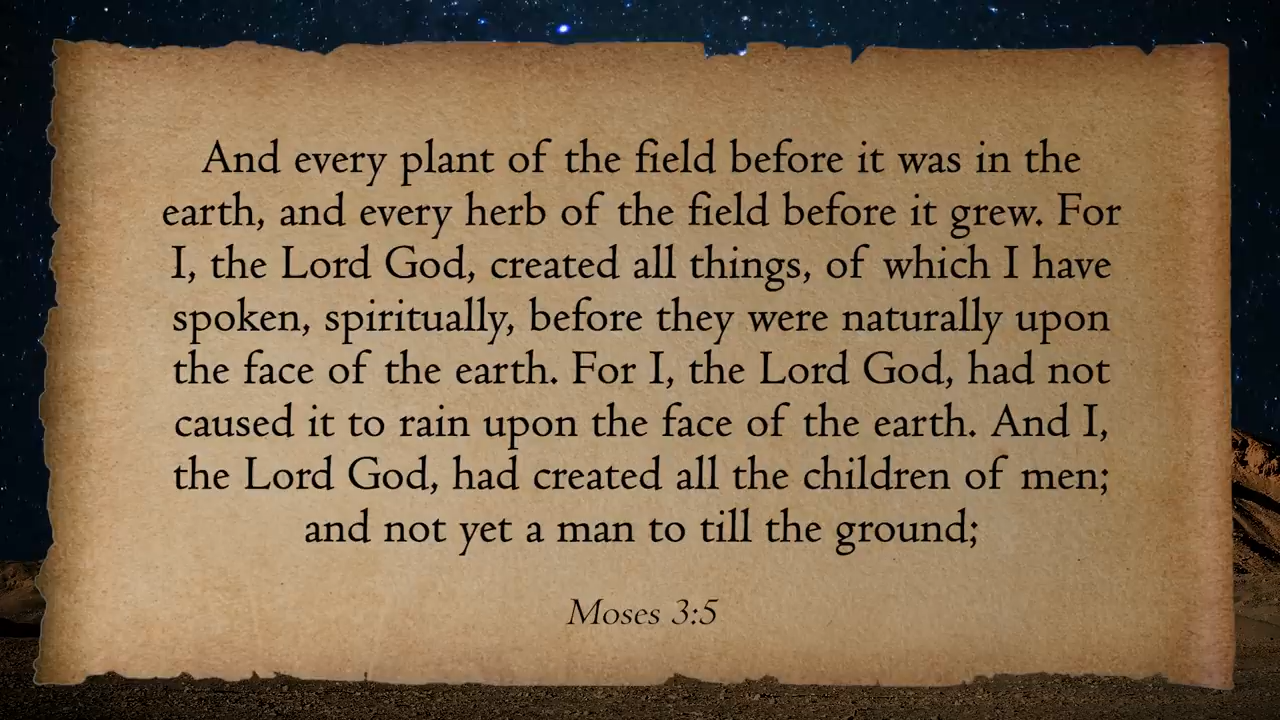 And every plant of the field before it was in the
earth, and every herb of the field before it grew. For
I, the Lord God, created all things, of which I have
spoken, spiritually, before they were naturally upon
the face of the earth. For I, the Lord God, had not
caused it to rain upon the face of the earth. And I,
the Lord God, had created all the children of men;
and not yet a man to till the ground;
Moses 3:5